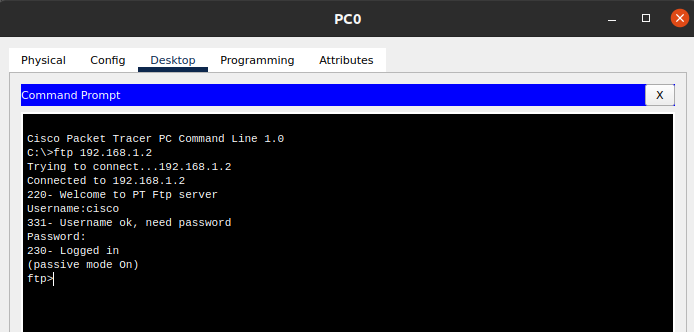 PC0
Physical Config Desktop Programming Attributes
Command Prompt X
Cisco Packet Tracer PC Command Line 1.0
C:\>ftp 192.168.1.2
Trying to connect...192.168.1.2
Connected to 192.168.1.2
220- Welcome to PT Ftp server
Username:cisco
331- Username ok, need password
Password:
230- Logged in
(passive mode On)
ftp>